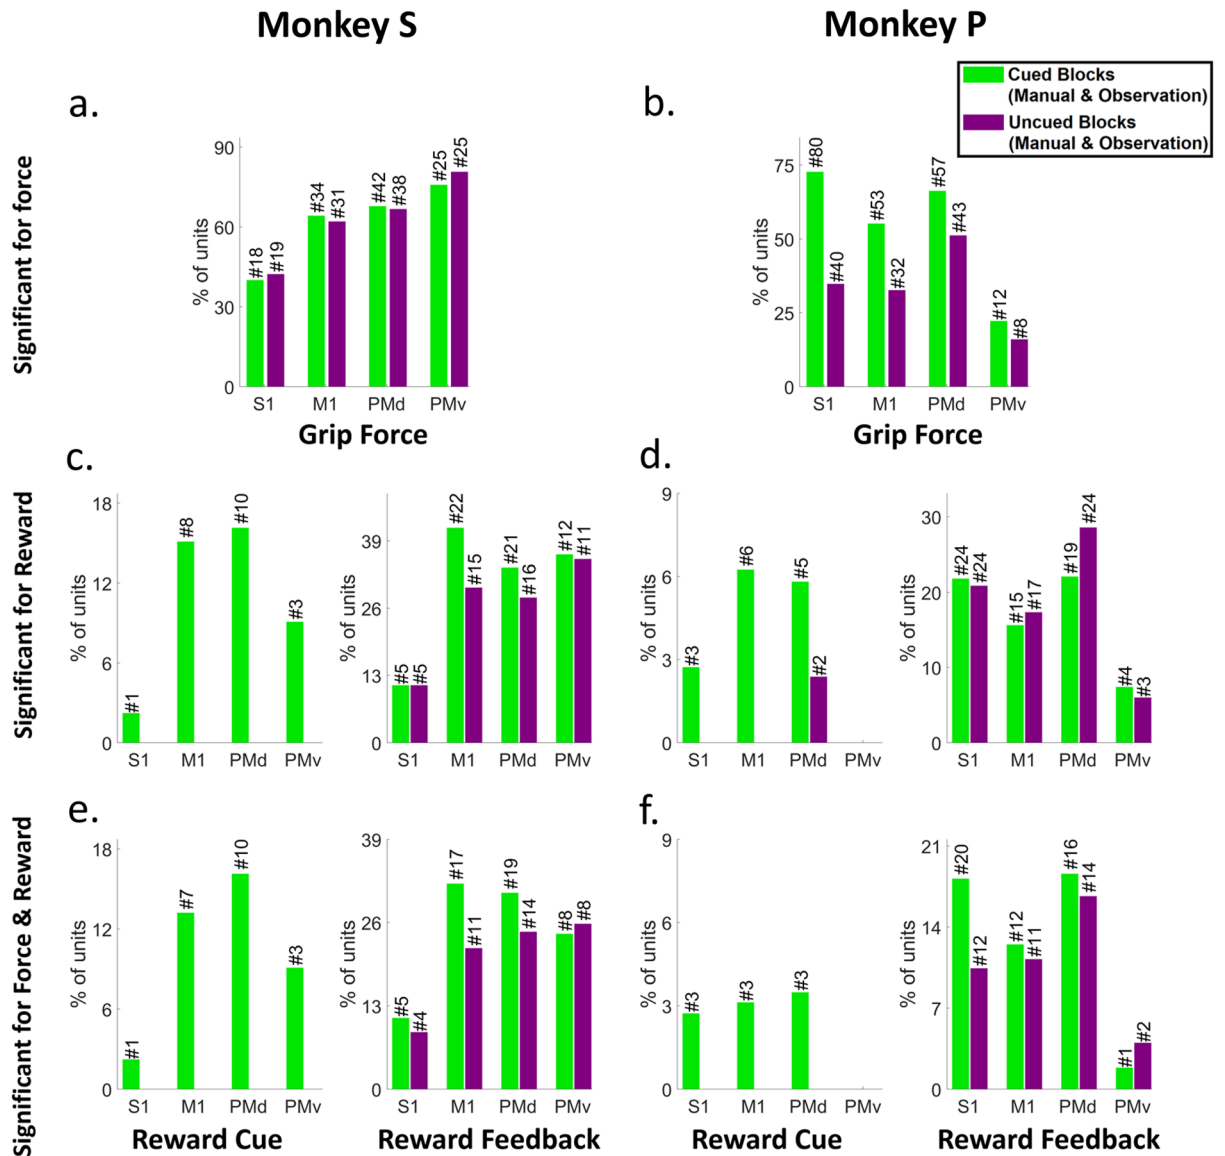 Monkey S
Monkey P
Cued Blocks
(Manual & Observation)
Uncued Blocks
(Manual & Observation)
a.
b.
Significant for force
% of units
90
60
30
0
#18
#19
#34
#31
#42
#38
#25
#25
S1
M1
PMd
PMv
Grip Force
% of units
75
50
25
0
#80
#40
#53
#32
#57
#43
#12
#8
S1
M1
PMd
PMv
Grip Force
c.
d.
Significant for Reward
% of units
18
12
6
0
#1
#8
#10
#3
S1
M1
PMd
PMv
% of units
39
26
13
0
#5
#5
#22
#15
#21
#16
#12
#11
S1
M1
PMd
PMv
% of units
9
6
3
0
#3
#6
#5
#2
S1
M1
PMd
PMv
% of units
30
20
10
0
#24
#24
#15
#17
#19
#24
#4
#3
S1
M1
PMd
PMv
e.
f.
Significant for Force & Reward
% of units
18
12
6
0
#1
#7
#10
#3
S1
M1
PMd
PMv
Reward Cue
% of units
39
26
13
0
#5
#4
#17
#11
#19
#14
#8
#8
S1
M1
PMd
PMv
Reward Feedback
% of units
9
6
3
0
#3
#3
#3
S1
M1
PMd
PMv
Reward Cue
% of units
21
14
7
0
#20
#12
#12
#11
#16
#14
#1
#2
S1
M1
PMd
PMv
Reward Feedback